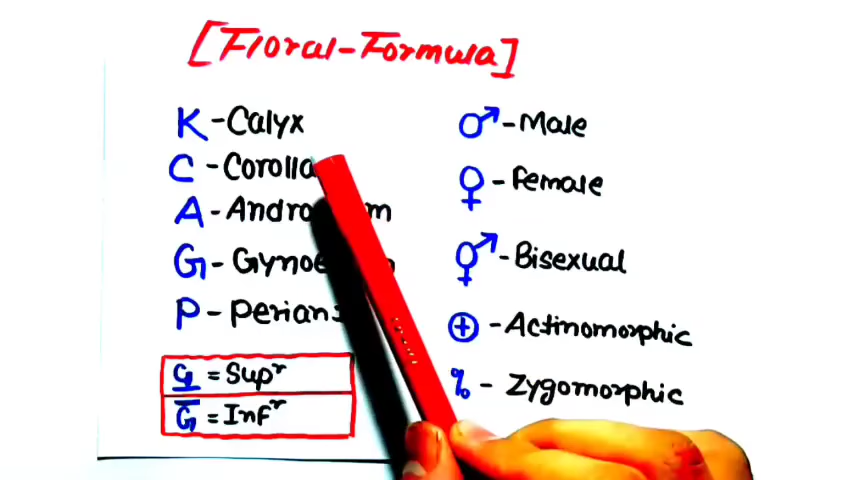 [Floral-Formula]
K - Calyx
C - Corolla
A -
G -
P -
G = Supr
G = Infr
♂ - Male
♀ - Female
⚥ - Bisexual
⊕ - Actinomorphic
% - Zygomorphic